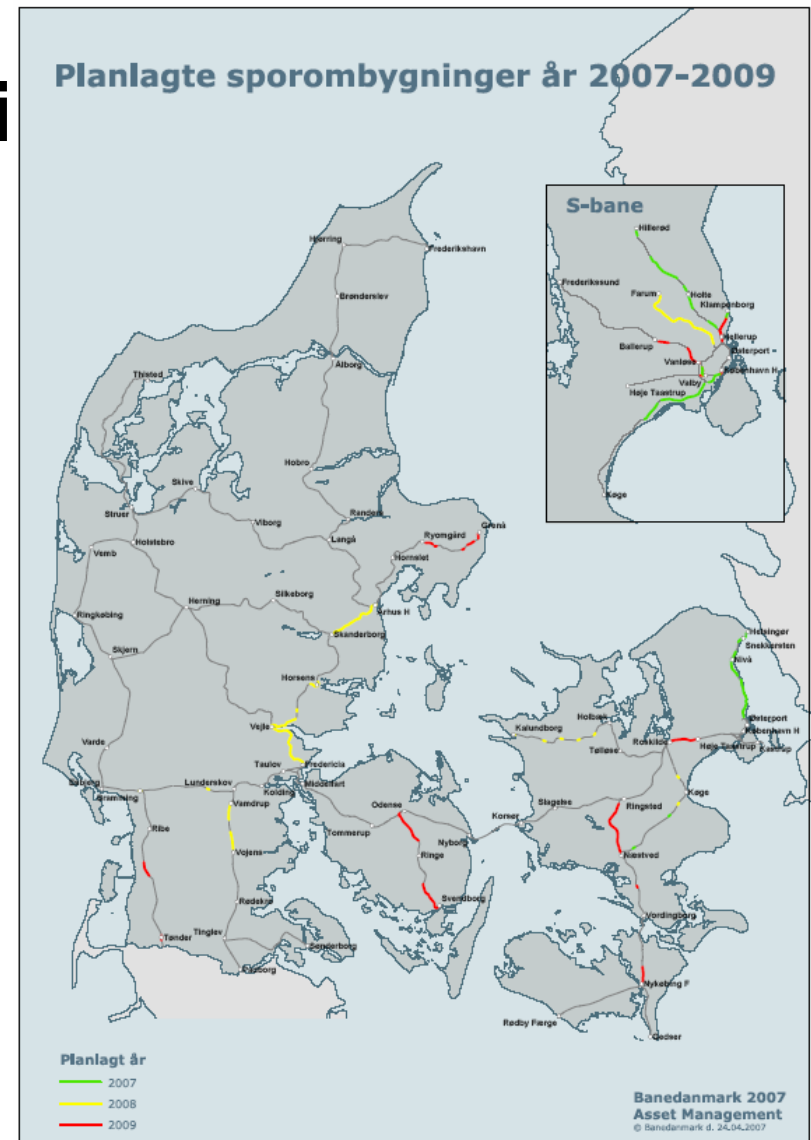 Planlagte sporombygninger år 2007-2009
S-bane
Hillerød
Frederikssund
Farum
Holte
Klampenborg
Hellerup
Ballerup
Østerport
Vanløse
København H
Valby
Høje Taastrup
Køge
Hjørring
Frederikshavn
Brønderslev
Thisted
Ålborg
Hobro
Skive
Struer
Randers
Viborg
Langå
Ryomgård
Grenå
Holstebro
Vemb
Hornslet
Silkeborg
Herning
Århus H
Ringkøbing
Skanderborg
Skjern
Helsingør
Snekkersten
Nivå
Horsens
Vejle
Holbæk
Kalundborg
Østerport
København H
Roskilde
Høje Taastrup
Kastrup
Varde
Tølløse
Taulov
Fredericia
Esbjerg
Lunderskov
Kolding
Middelfart
Bramming
Vamdrup
Odense
Slagelse
Ringsted
Køge
Korsør
Ribe
Tommerup
Nyborg
Vojens
Ringe
Næstved
Rødekro
Svendborg
Vordingborg
Tønder
Tinglev
Sønderborg
Padborg
Nykøbing F
Rødby Færge
Gedser
Planlagt år
2007
2008
2009
Banedanmark 2007
Asset Management
© Banedanmark d. 24.04.2007